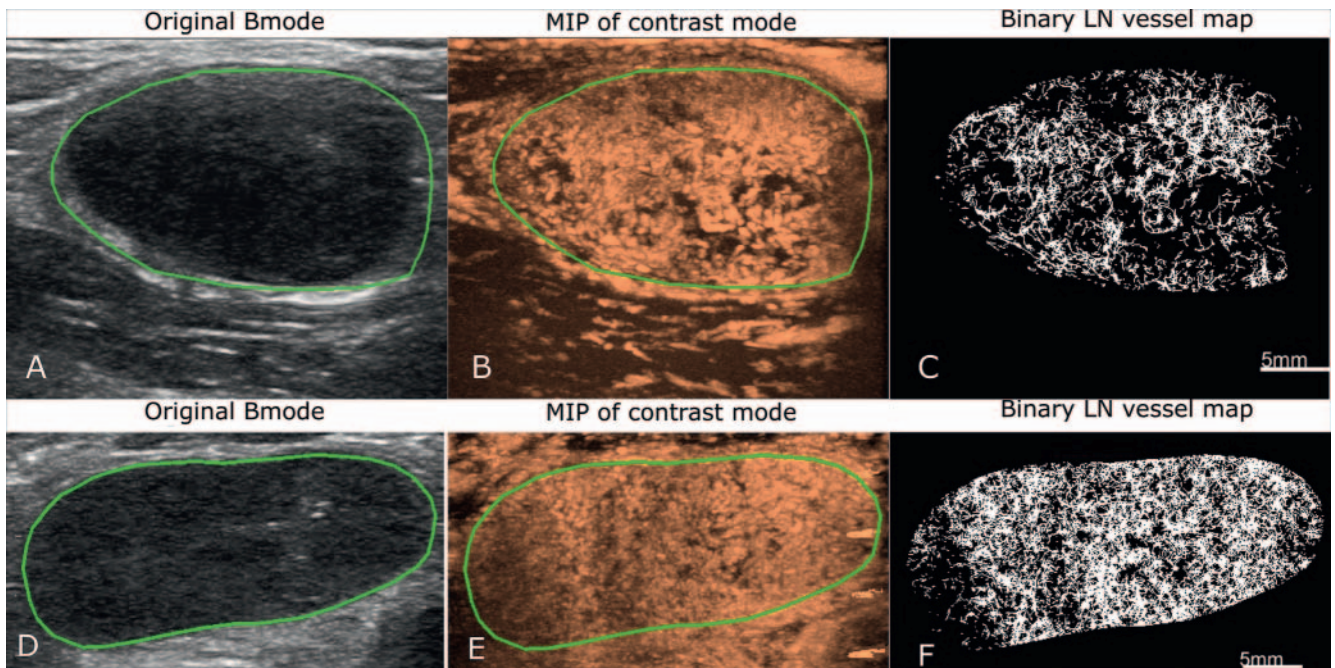 Original Bmode
MIP of contrast mode
Binary LN vessel map
A
B
C
5mm
Original Bmode
MIP of contrast mode
Binary LN vessel map
D
E
F
5mm